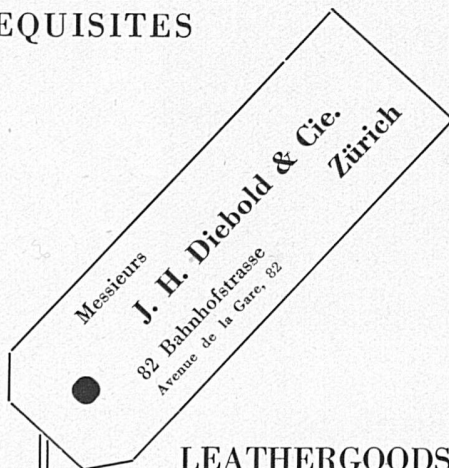 EQUISITES
Messieurs
J. H. Diebold & Cie.
Zürich
82 Bahnhofstrasse
Avenue de la Gare, 82
LEATHERGOODS